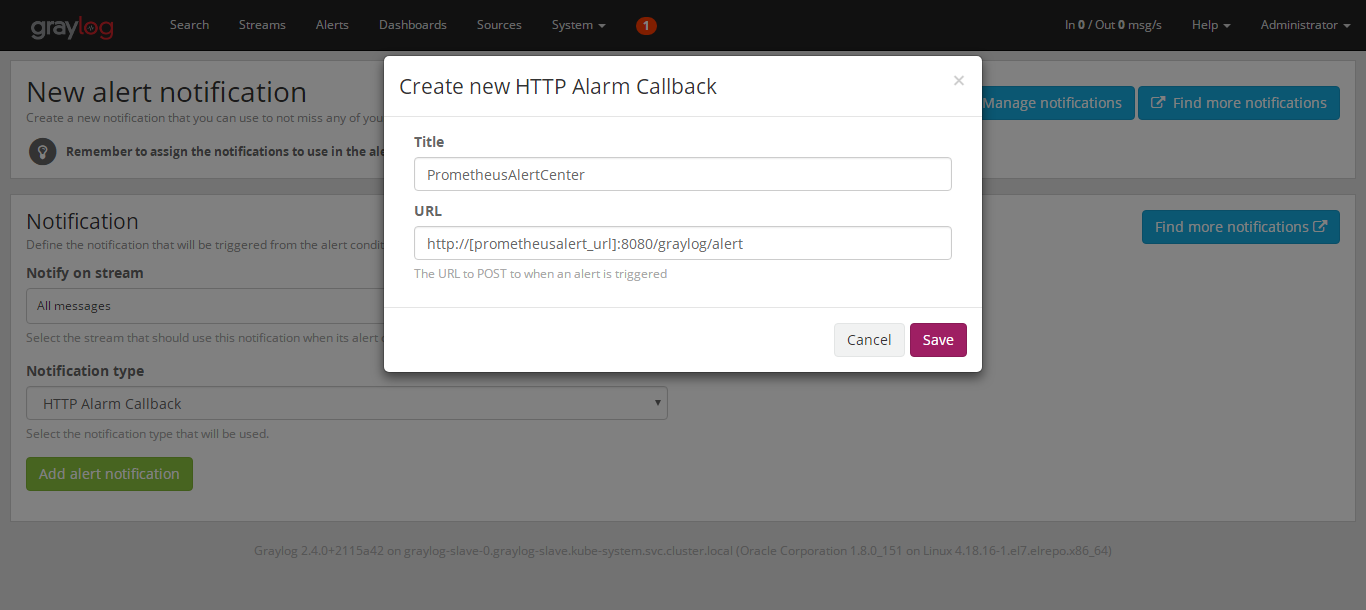 graylog Search Streams Alerts Dashboards Sources System 1 In 0 / Out 0 msg/s Help Administrator
Create new HTTP Alarm Callback ×
New alert notification
Manage notifications Find more notifications
Create a new notification that you can use to not miss any of
Remember to assign the notifications to use in the
Title
PrometheusAlertCenter
URL
http://[prometheusalert_url]:8080/graylog/alert
The URL to POST to when an alert is triggered
Cancel Save
Notification
Find more notifications
Define the notification that will be triggered from the alert
Notify on stream
All messages
Select the stream that should use this notification when its alert
Notification type
HTTP Alarm Callback
Select the notification type that will be used.
Add alert notification
Graylog 2.4.0+2115a42 on graylog-slave-0.graylog-slave.kube-system.svc.cluster.local (Oracle Corporation 1.8.0_151 on Linux 4.18.16-1.el7.elrepo.x86_64)